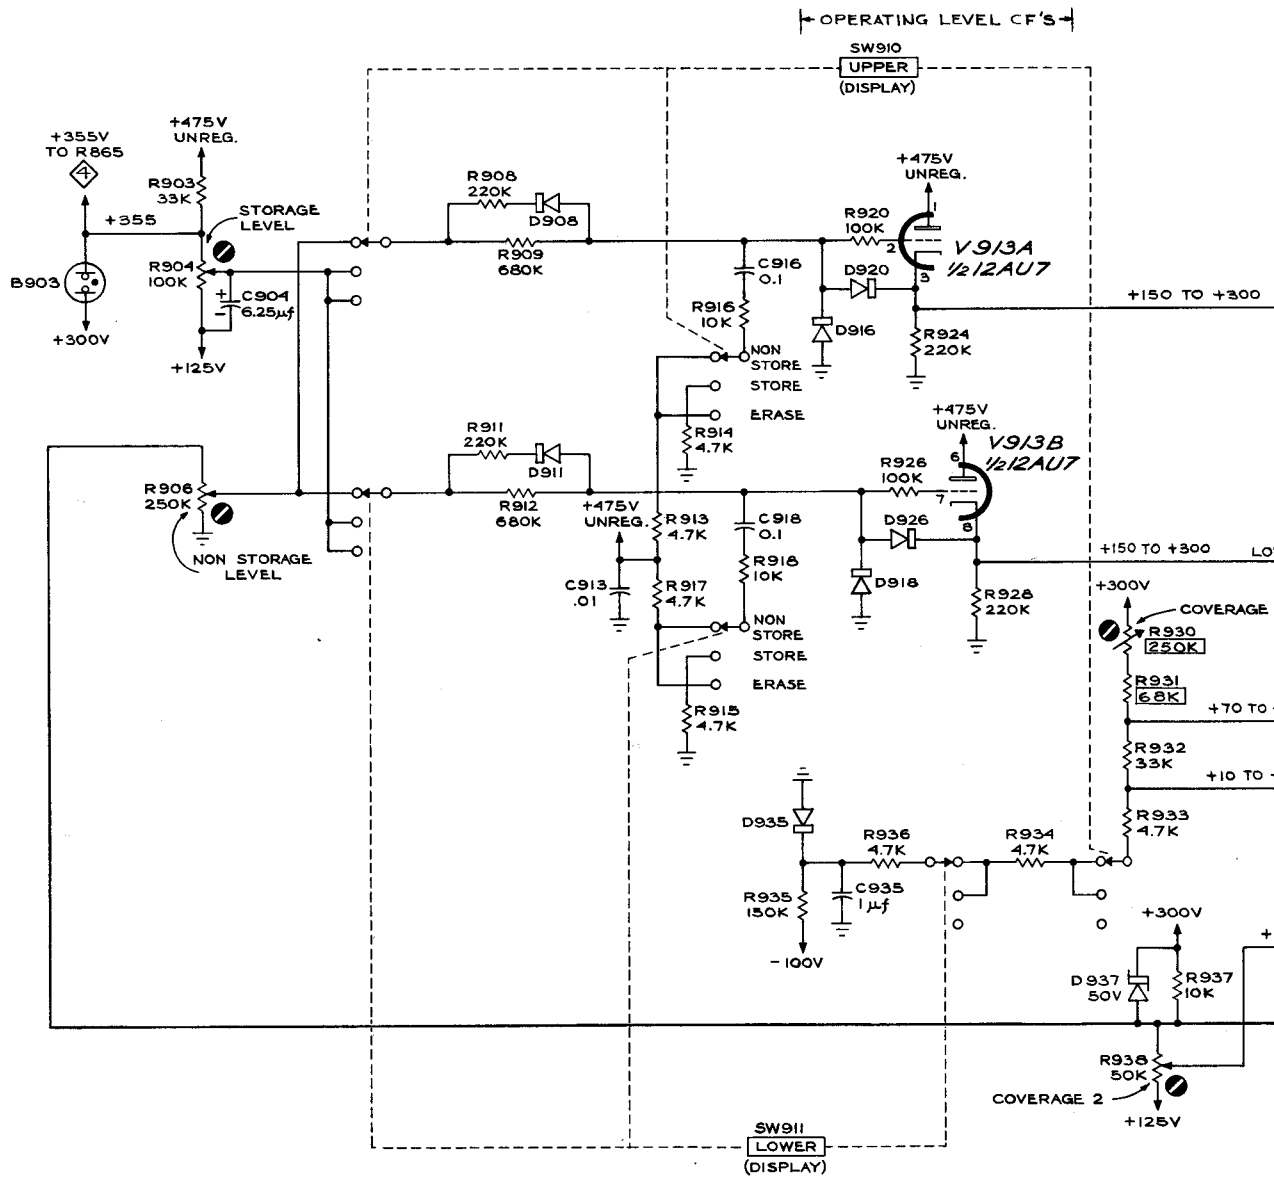 OPERATING LEVEL CF'S
SW910
UPPER
(DISPLAY)
+355V
TO R865
4
+475V
UNREG.
R903
33K
+355
STORAGE
LEVEL
B903
+300V
R904
100K
+
-
C904
6.25µf
+125V
R908
220K
D908
R909
680K
+475V
UNREG.
1
R920
100K
2
3
V913A
½12AU7
C916
0.1
D920
R916
10K
D916
R924
220K
+150 TO +300
NON
STORE
STORE
ERASE
R914
4.7K
R906
250K
NON STORAGE
LEVEL
R911
220K
D911
R912
680K
+475V
UNREG.
R913
4.7K
C913
.01
R917
4.7K
C918
0.1
R918
10K
+475V
UNREG.
6
V913B
½12AU7
R926
100K
7
8
D926
D918
R928
220K
+150 TO +300
LO
NON
STORE
STORE
ERASE
R915
4.7K
+300V
COVERAGE
R930
250K
R931
68K
+70 TO
R932
33K
+10 TO
R933
4.7K
D935
R936
4.7K
R934
4.7K
R935
150K
C935
1µf
-100V
+300V
+
D937
50V
R937
10K
R938
50K
COVERAGE 2
+125V
SW911
LOWER
(DISPLAY)